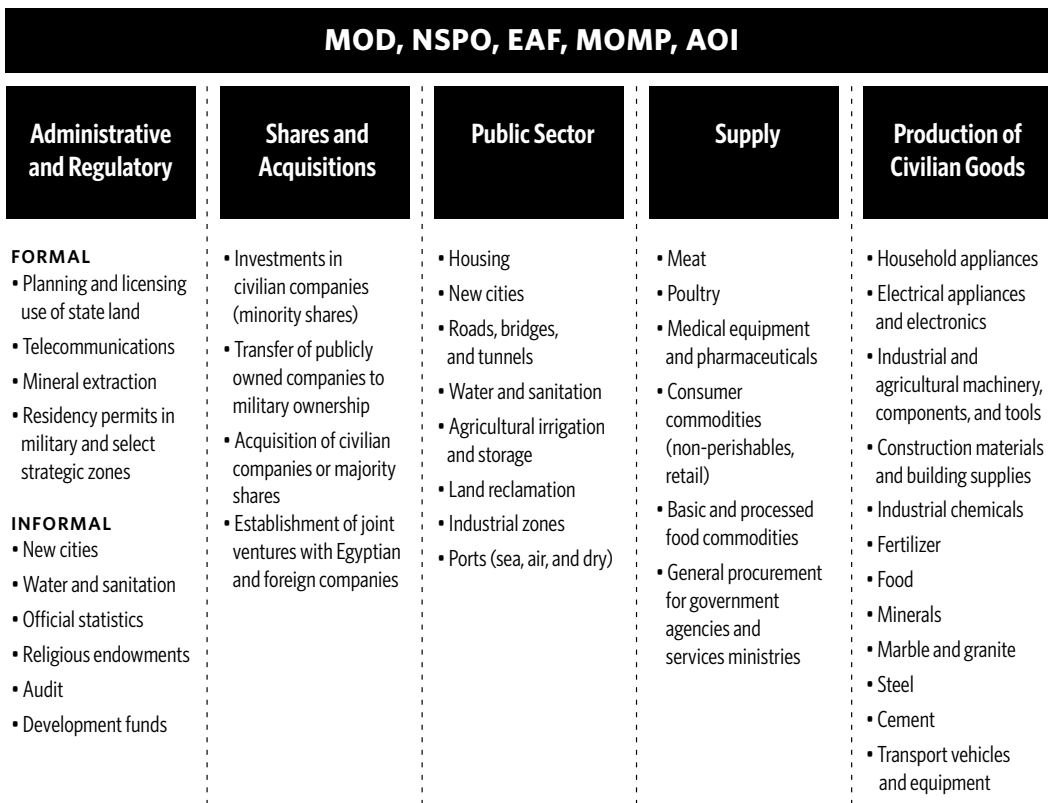 MOD, NSPO, EAF, MOMP, AOI
Administrative
and Regulatory
FORMAL
• Planning and licensing
use of state land
• Telecommunications
• Mineral extraction
• Residency permits in
military and select
strategic zones
INFORMAL
• New cities
• Water and sanitation
• Official statistics
• Religious endowments
• Audit
• Development funds
Shares and
Acquisitions
• Investments in
civilian companies
(minority shares)
• Transfer of publicly
owned companies to
military ownership
• Acquisition of civilian
companies or majority
shares
• Establishment of joint
ventures with Egyptian
and foreign companies
Public Sector
• Housing
• New cities
• Roads, bridges,
and tunnels
• Water and sanitation
• Agricultural irrigation
and storage
• Land reclamation
• Industrial zones
• Ports (sea, air, and dry)
Supply
• Meat
• Poultry
• Medical equipment
and pharmaceuticals
• Consumer
commodities
(non-perishables,
retail)
• Basic and processed
food commodities
• General procurement
for government
agencies and
services ministries
Production of
Civilian Goods
• Household appliances
• Electrical appliances
and electronics
• Industrial and
agricultural machinery,
components, and tools
• Construction materials
and building supplies
• Industrial chemicals
• Fertilizer
• Food
• Minerals
• Marble and granite
• Steel
• Cement
• Transport vehicles
and equipment